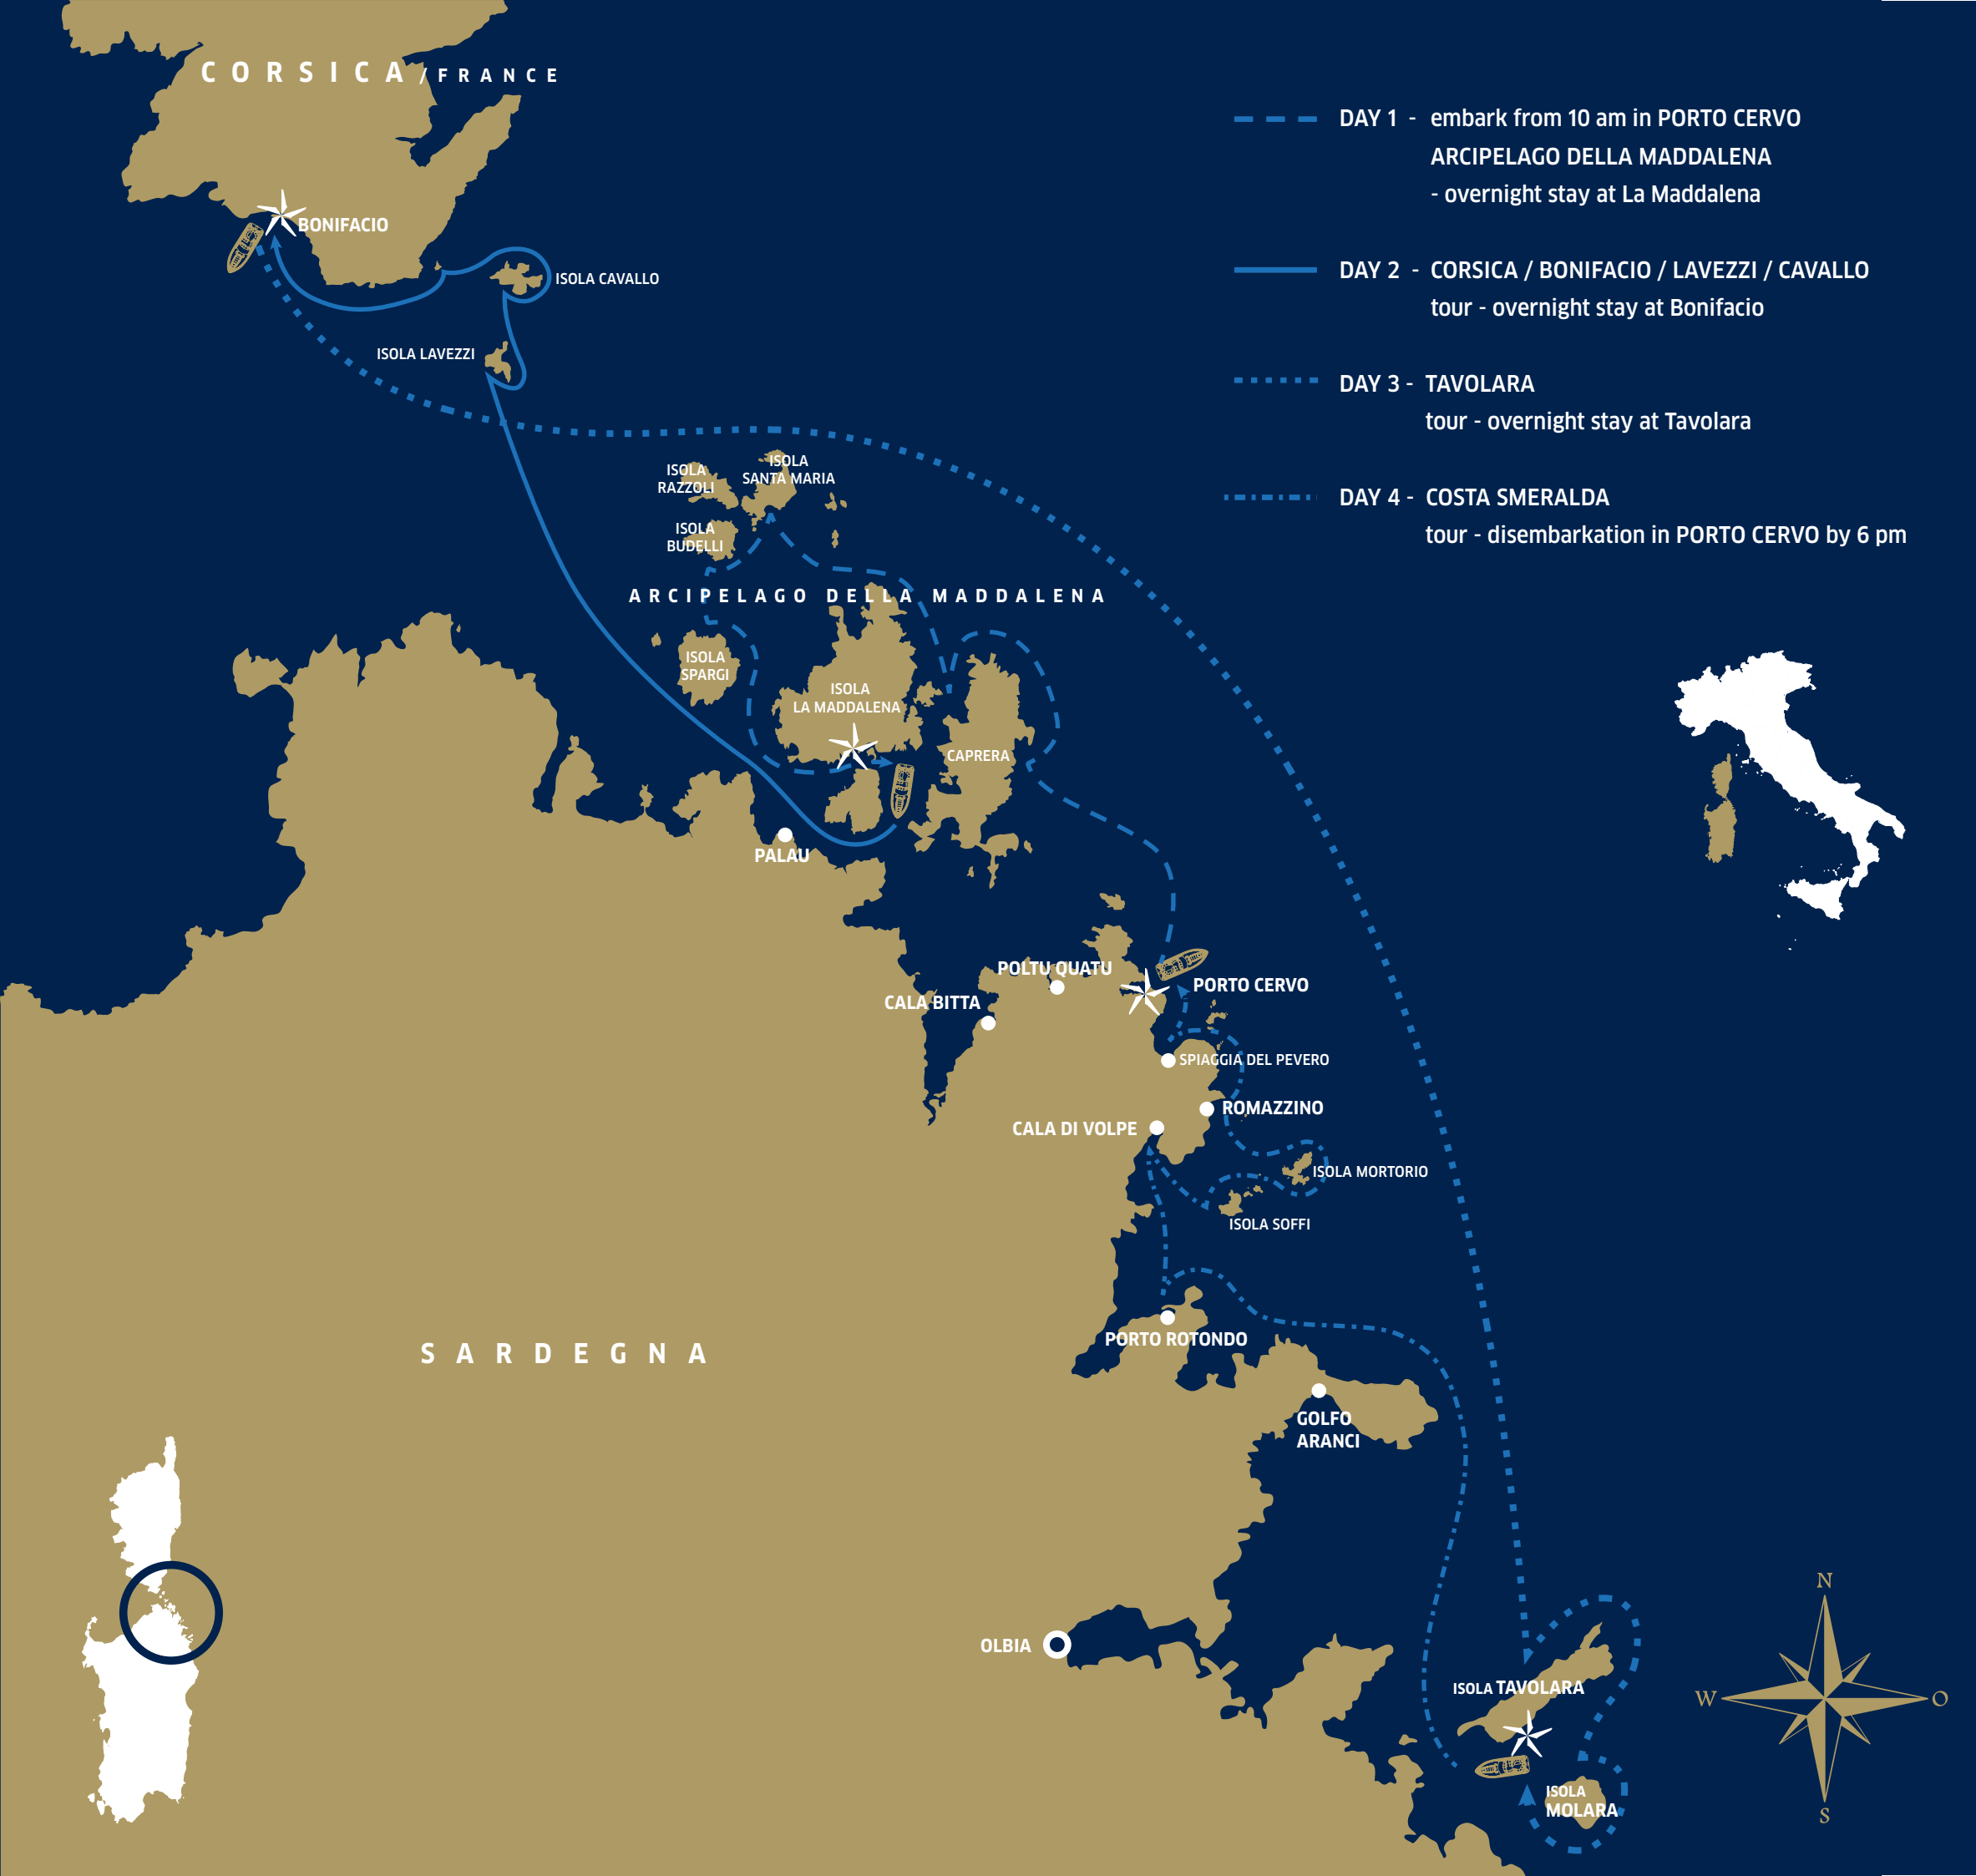 CORSICA / FRANCE
DAY 1 - embark from 10 am in PORTO CERVO
ARCIPELAGO DELLA MADDALENA
- overnight stay at La Maddalena
DAY 2 - CORSICA / BONIFACIO / LAVEZZI / CAVALLO
tour - overnight stay at Bonifacio
DAY 3 - TAVOLARA
tour - overnight stay at Tavolara
DAY 4 - COSTA SMERALDA
tour - disembarkation in PORTO CERVO by 6 pm
BONIFACIO
ISOLA CAVALLO
ISOLA LAVEZZI
ISOLA
RAZZOLI
ISOLA
SANTA MARIA
ISOLA
BUDELLI
ARCIPELAGO DELLA MADDALENA
ISOLA
SPARGI
ISOLA
LA MADDALENA
CAPRERA
PALAU
POLTU QUATU
PORTO CERVO
CALA BITTA
SPIAGGIA DEL PEVERO
ROMAZZINO
CALA DI VOLPE
ISOLA MORTORIO
ISOLA SOFFI
PORTO ROTONDO
SARDEGNA
GOLFO
ARANCI
OLBIA
ISOLA TAVOLARA
ISOLA
MOLARA
N
W
O
S